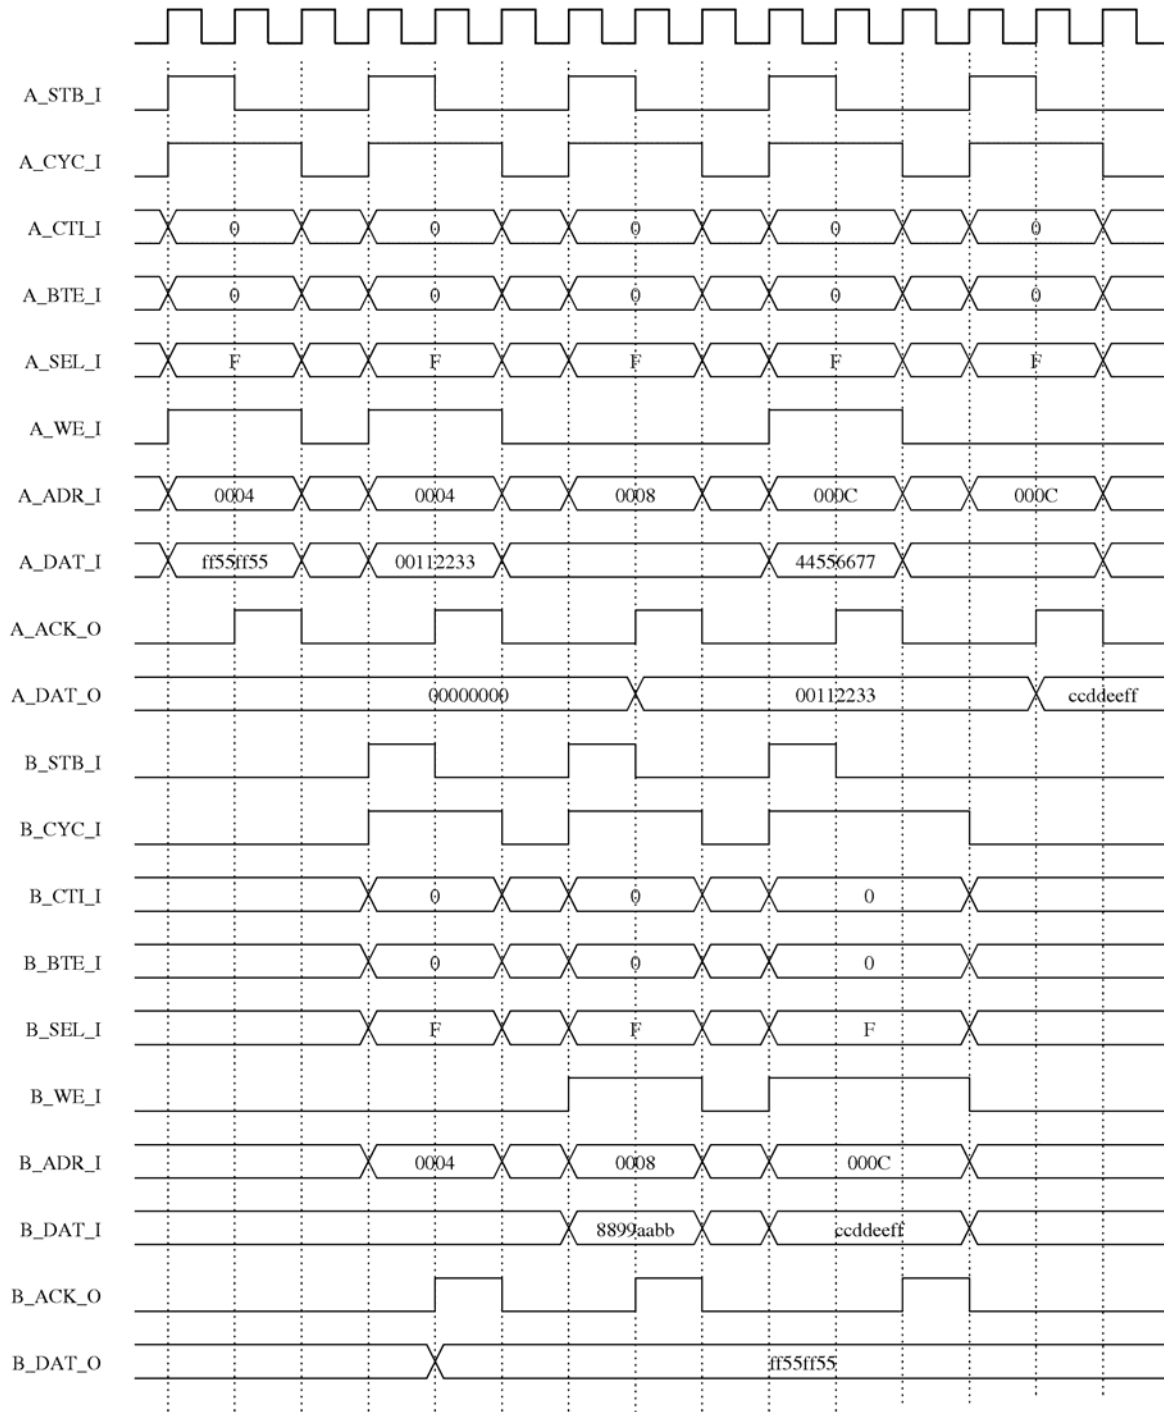 A_STB_I
A_CYC_I
A_CTI_I 0 0 0 0 0
A_BTE_I 0 0 0 0 0
A_SEL_I F F F F F
A_WE_I
A_ADR_I 0004 0004 0008 000C 000C
A_DAT_I ff55ff55 00112233 44556677
A_ACK_O
A_DAT_O 00000000 00112233 ccddeeff
B_STB_I
B_CYC_I
B_CTI_I 0 0 0
B_BTE_I 0 0 0
B_SEL_I F F F
B_WE_I
B_ADR_I 0004 0008 000C
B_DAT_I 8899aabb ccddeeff
B_ACK_O
B_DAT_O ff55ff55